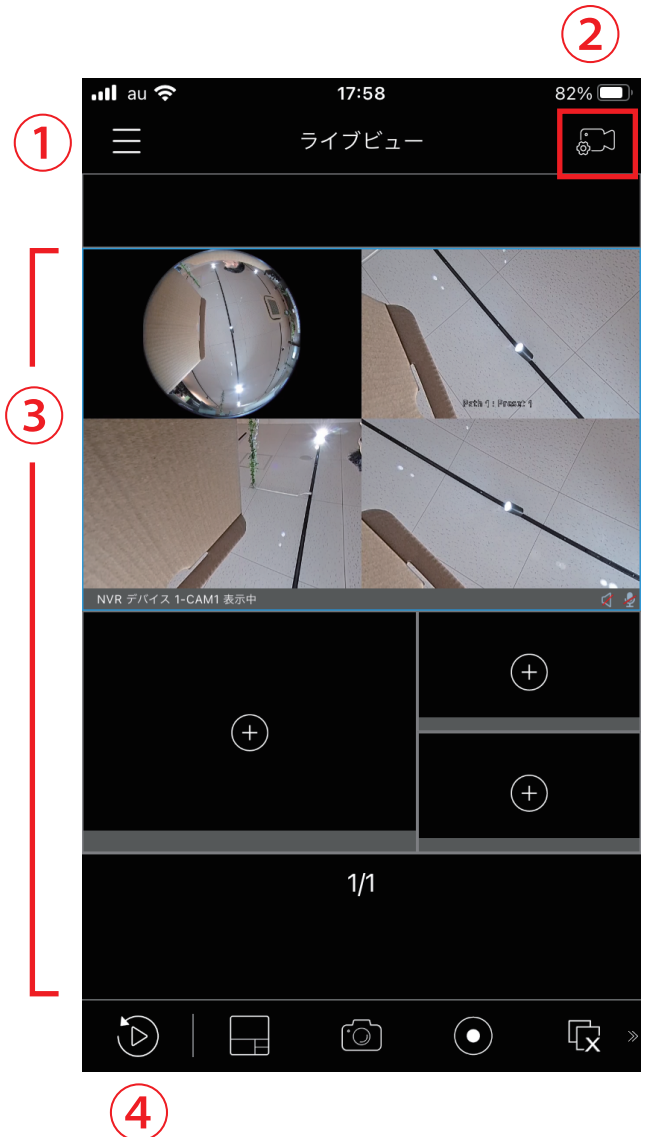 ②
au 17:58 82%
① ライブビュー
③
Path 1 : Preset 1
NVR デバイス 1-CAM1 表示中
1/1
④